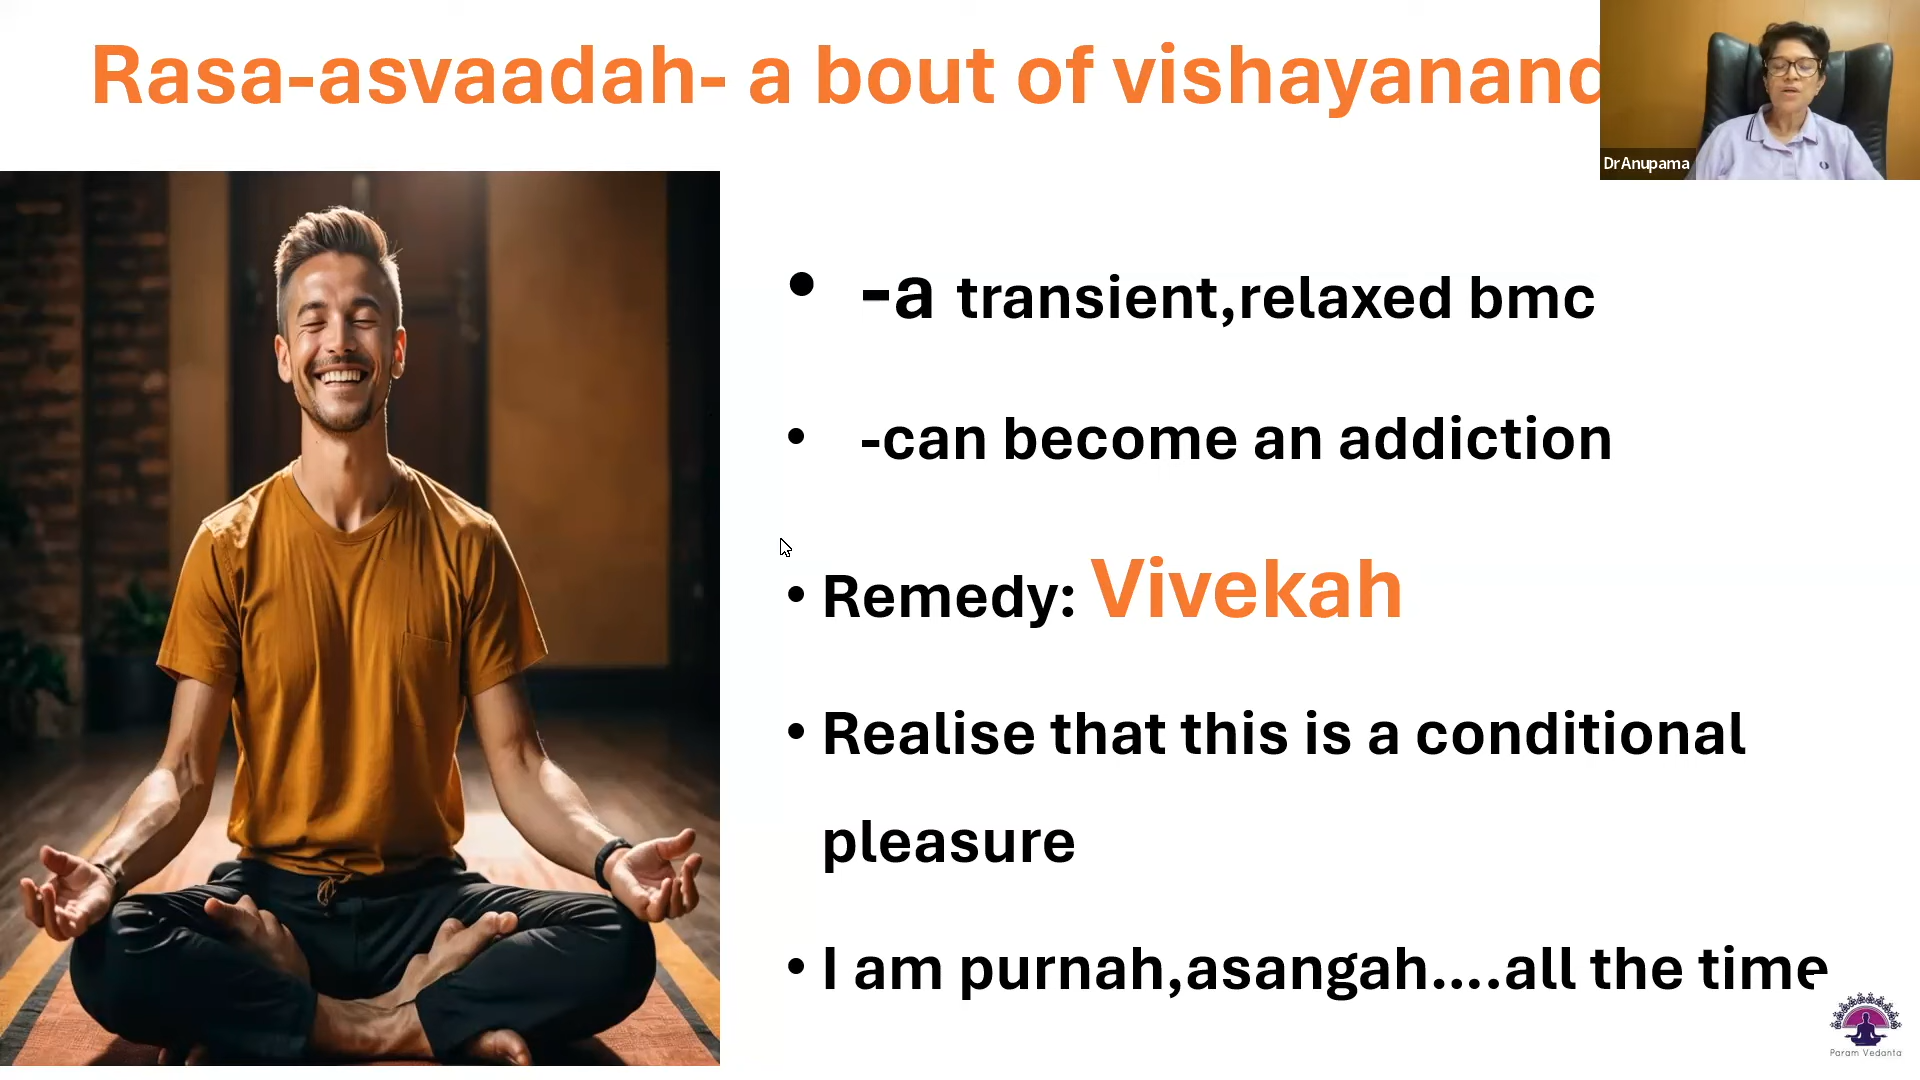 Rasa-asvaadah- a bout of vishayanand
DrAnupama
• -a transient,relaxed bmc
• -can become an addiction
• Remedy: Vivekah
• Realise that this is a conditional
pleasure
• I am purnah,asangah....all the time
Param Vedanta